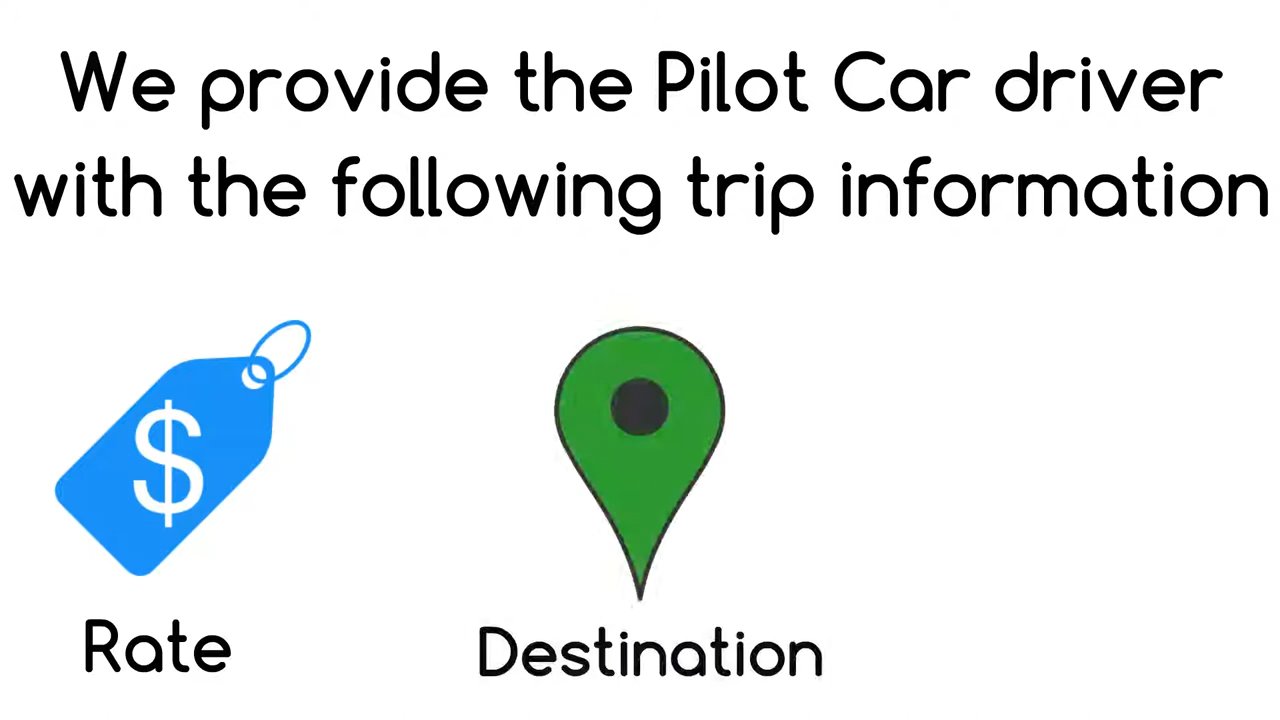 We provide the Pilot Car driver
with the following trip information
$
Rate
Destination